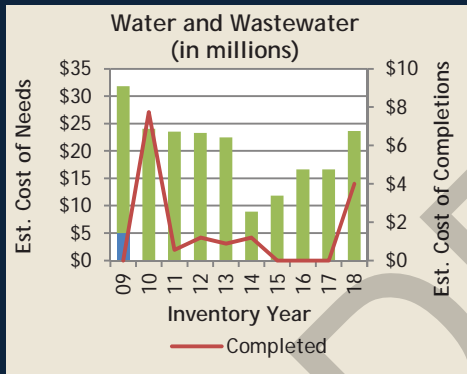 Water and Wastewater
(in millions)
Est. Cost of Needs
$35
$30
$25
$20
$15
$10
$5
$0
$10
$8
$6
$4
$2
$0
Est. Cost of Completions
09 10 11 12 13 14 15 16 17 18
Inventory Year
Completed